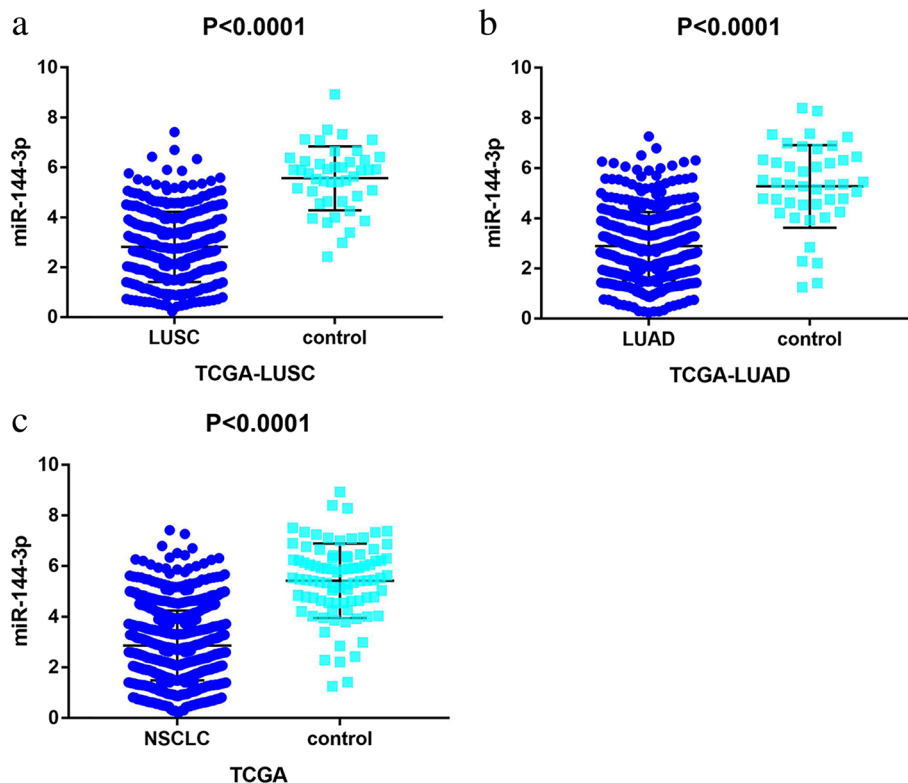 a
P<0.0001
miR-144-3p
10
8
6
4
2
0
LUSC control
TCGA-LUSC
b
P<0.0001
miR-144-3p
10
8
6
4
2
0
LUAD control
TCGA-LUAD
c
P<0.0001
miR-144-3p
10
8
6
4
2
0
NSCLC control
TCGA